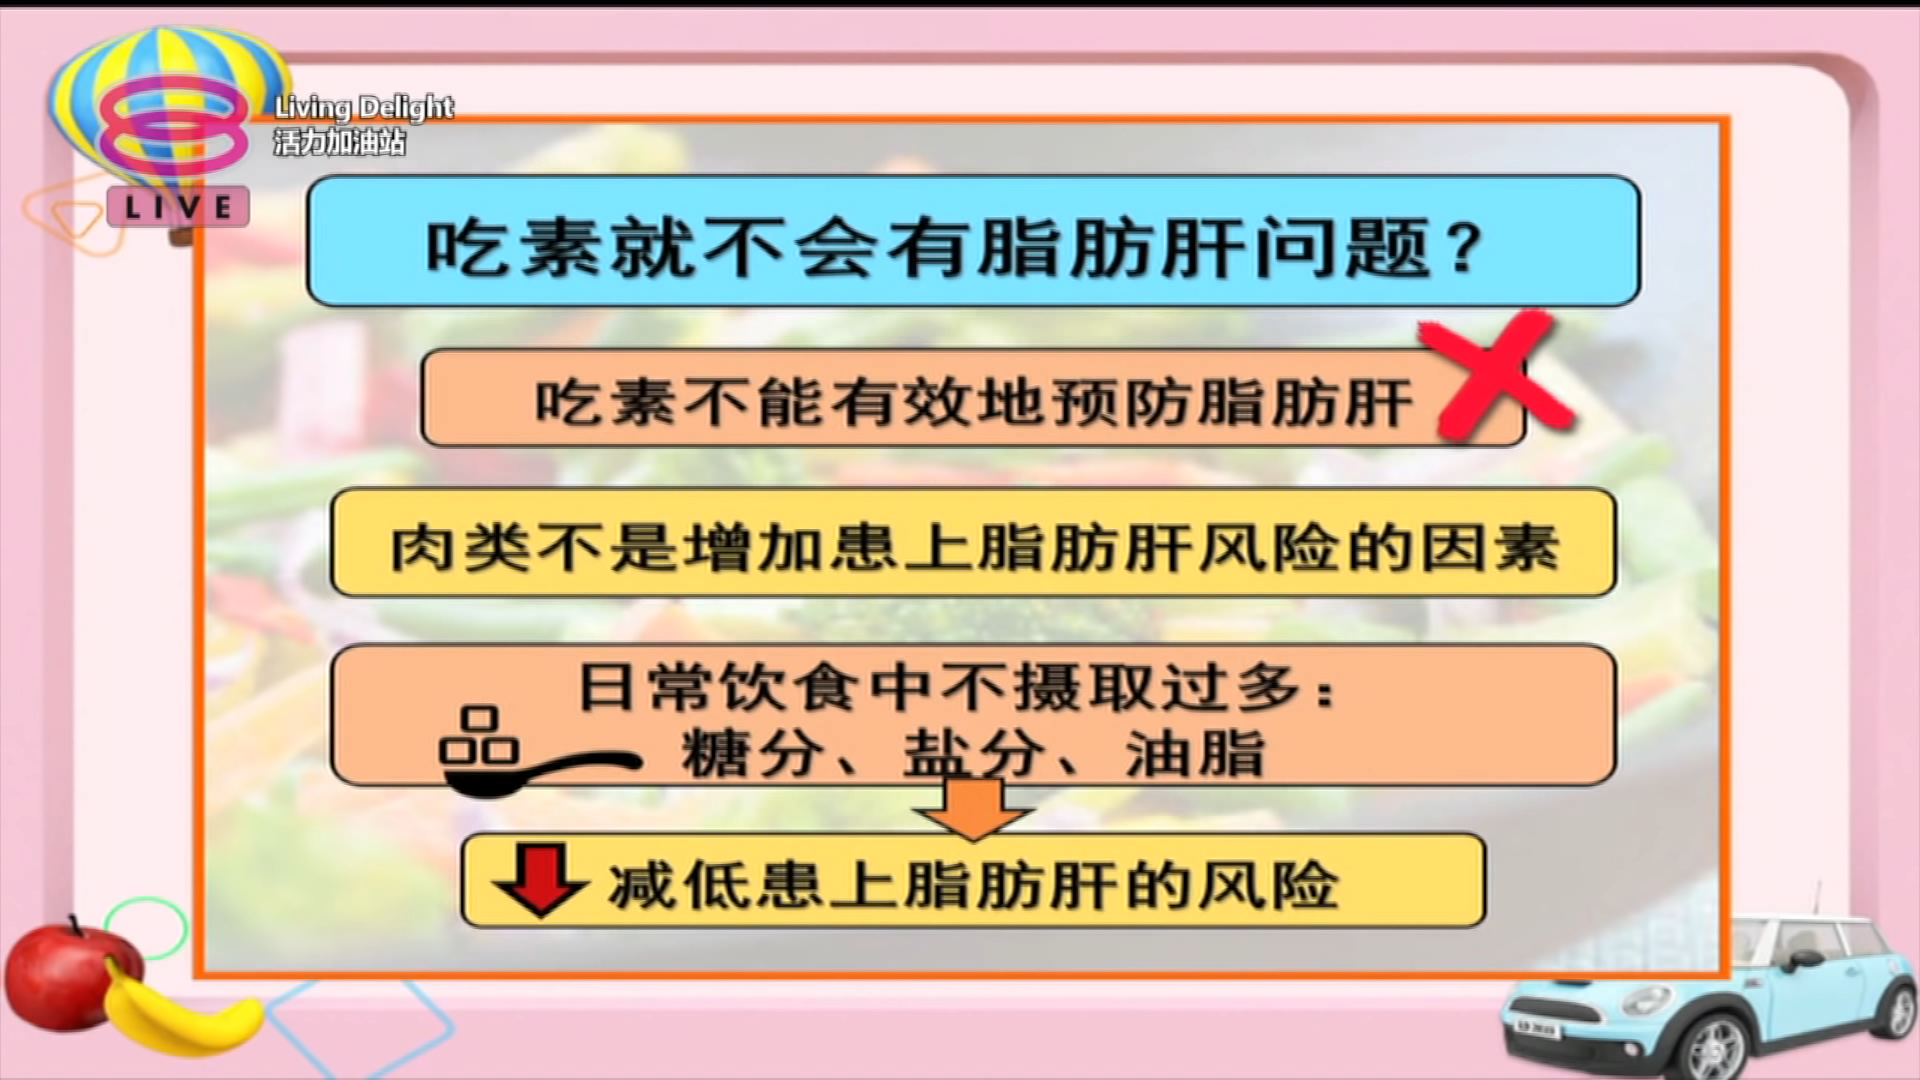 Living Delight
活力加油站
LIVE
吃素就不会有脂肪肝问题？
吃素不能有效地预防脂肪肝
肉类不是增加患上脂肪肝风险的因素
日常饮食中不摄取过多：
糖分、盐分、油脂
减低患上脂肪肝的风险